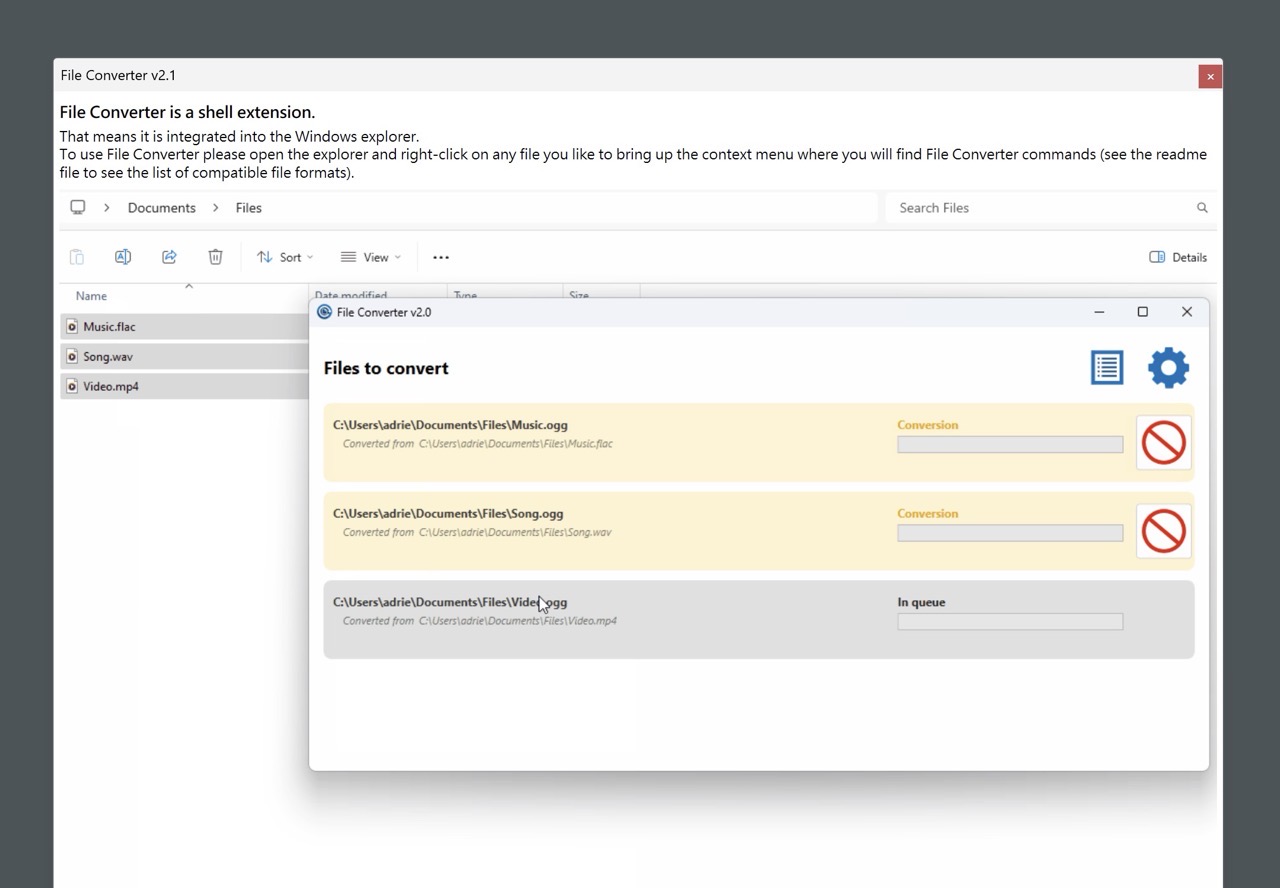 File Converter v2.1
File Converter is a shell extension.
That means it is integrated into the Windows explorer.
To use File Converter please open the explorer and right-click on any file you like to bring up the context menu where you will find File Converter commands (see the readme
file to see the list of compatible file formats).
Documents
Files
Search Files
Sort
View
Details
Name
Date modified
Type
Size
Music.flac
Song.wav
Video.mp4
File Converter v2.0
Files to convert
C:\Users\adrie\Documents\Files\Music.ogg
Conversion
Converted from C:\Users\adrie\Documents\Files\Music.flac
C:\Users\adrie\Documents\Files\Song.ogg
Conversion
Converted from C:\Users\adrie\Documents\Files\Song.wav
C:\Users\adrie\Documents\Files\Video.ogg
In queue
Converted from C:\Users\adrie\Documents\Files\Video.mp4